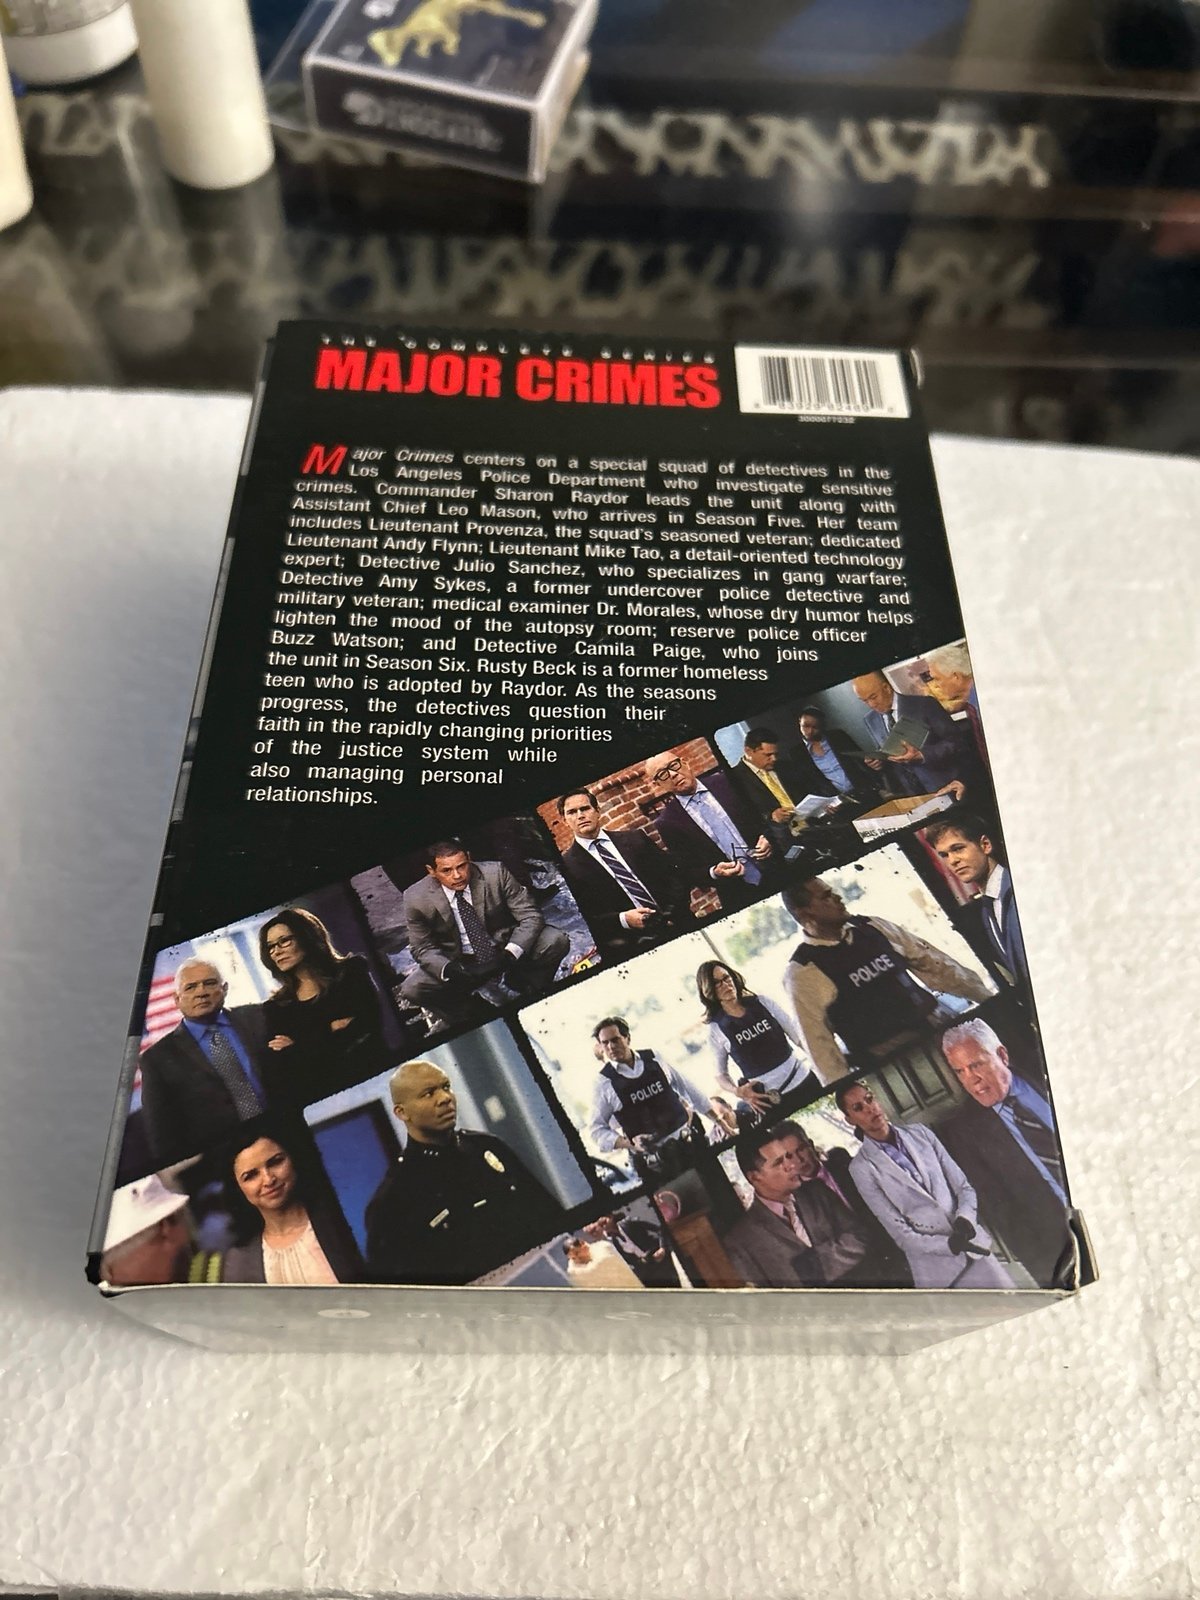 THE COMPLETE SERIES
MAJOR CRIMES
3000077232
Major Crimes centers on a special squad of detectives in the
Los Angeles Police Department who investigate sensitive
crimes. Commander Sharon Raydor leads the unit along with
Assistant Chief Leo Mason, who arrives in Season Five. Her team
includes Lieutenant Provenza, the squad's seasoned veteran; dedicated
Lieutenant Andy Flynn; Lieutenant Mike Tao, a detail-oriented technology
expert; Detective Julio Sanchez, who specializes in gang warfare;
Detective Amy Sykes, a former undercover police detective and
military veteran; medical examiner Dr. Morales, whose dry humor helps
lighten the mood of the autopsy room; reserve police officer
Buzz Watson; and Detective Camila Paige, who joins
the unit in Season Six. Rusty Beck is a former homeless
teen who is adopted by Raydor. As the seasons
progress, the detectives question their
faith in the rapidly changing priorities
of the justice system while
also managing personal
relationships.
POLICE
POLICE
POLICE